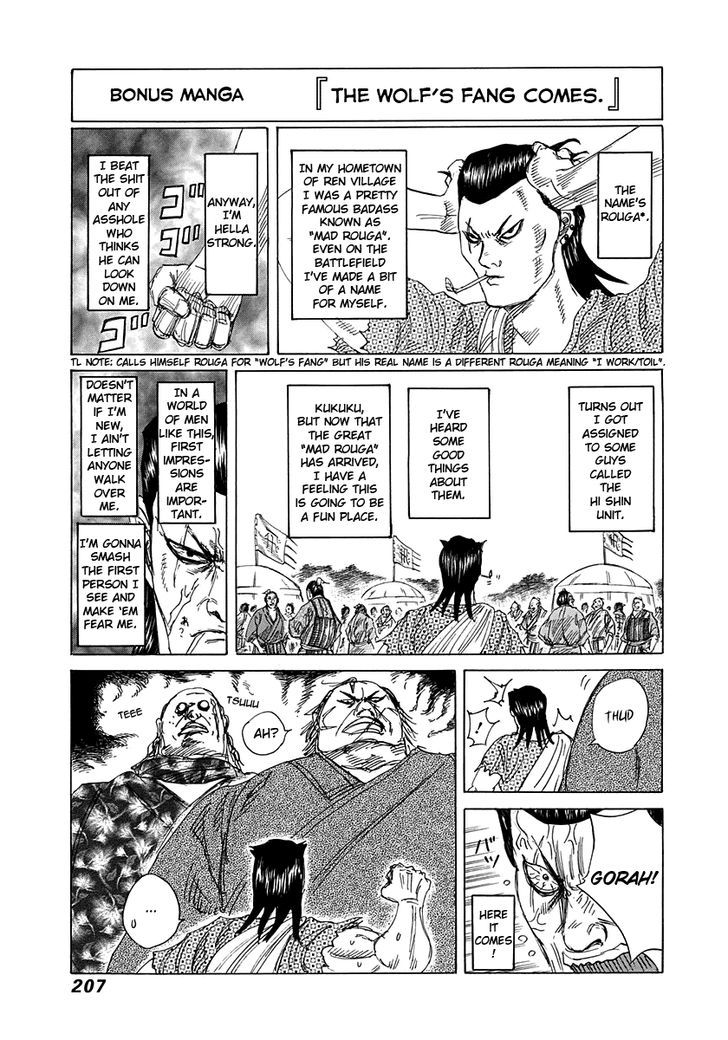 BONUS MANGA
『THE WOLF'S FANG COMES.』
THE
NAME'S
ROUGA*.
IN MY HOMETOWN
OF REN VILLAGE
I WAS A PRETTY
FAMOUS BADASS
KNOWN AS
"MAD ROUGA".
EVEN ON THE
BATTLEFIELD
I'VE MADE A BIT
OF A NAME
FOR MYSELF.
ANYWAY,
I'M
HELLA
STRONG.
I BEAT
THE SHIT
OUT OF
ANY
ASSHOLE
WHO
THINKS
HE CAN
LOOK
DOWN
ON ME.
ゴゴゴ
TL NOTE: CALLS HIMSELF ROUGA FOR "WOLF'S FANG" BUT HIS REAL NAME IS A DIFFERENT ROUGA MEANING "I WORK/TOIL".
TURNS OUT
I GOT
ASSIGNED
TO SOME
GUYS
CALLED
THE
HI SHIN
UNIT.
I'VE
HEARD
SOME
GOOD
THINGS
ABOUT
THEM.
KUKUKU,
BUT NOW THAT
THE GREAT
"MAD ROUGA"
HAS ARRIVED,
I HAVE A
FEELING THIS
IS GOING TO
BE A
FUN PLACE.
IN A
WORLD
OF MEN
LIKE THIS,
FIRST
IMPRES-
SIONS
ARE
IMPOR-
TANT.
DOESN'T
MATTER
IF I'M
NEW,
I AIN'T
LETTING
ANYONE
WALK
OVER
ME.
I'M GONNA
SMASH
THE FIRST
PERSON I
SEE AND
MAKE 'EM
FEAR ME.
THUD
GORAH!
HERE
IT
COMES
!
TSUUU
TEEE
AH?
...
207